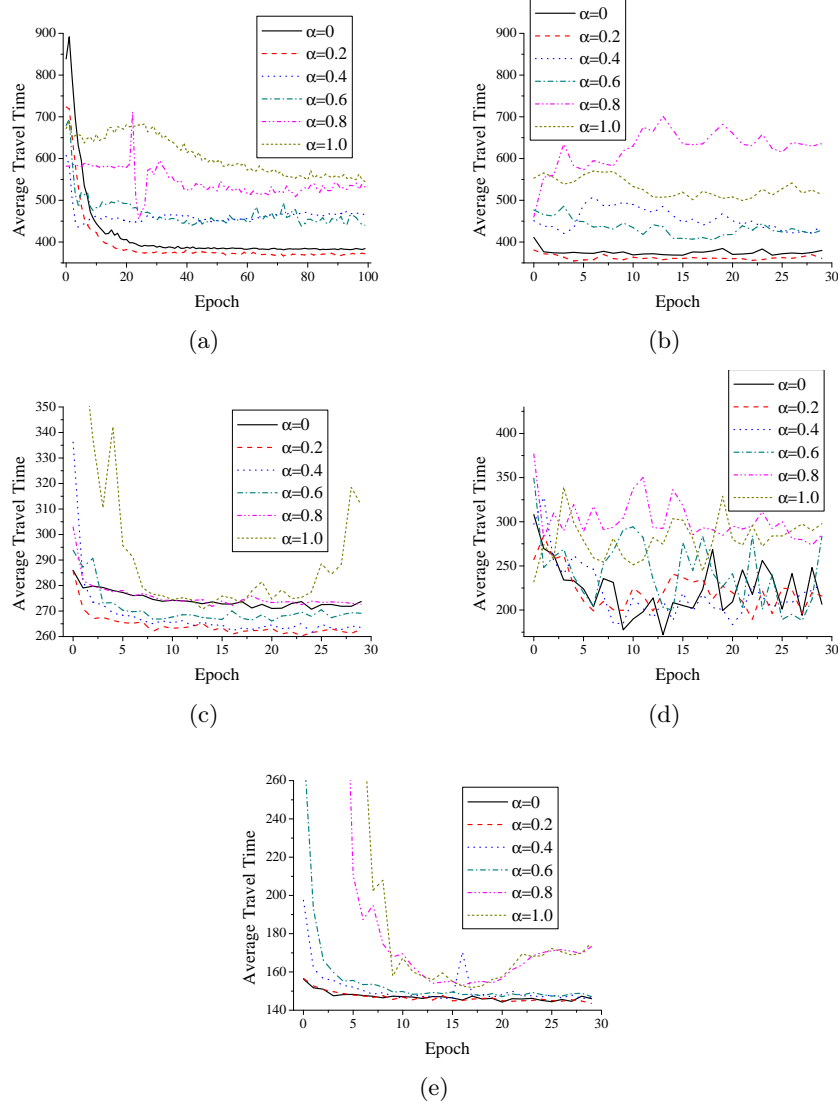 900
800
700
600
500
400
Average Travel Time
0 20 40 60 80 100
Epoch
α=0
α=0.2
α=0.4
α=0.6
α=0.8
α=1.0
(a)
900
800
700
600
500
400
Average Travel Time
0 5 10 15 20 25 30
Epoch
α=0
α=0.2
α=0.4
α=0.6
α=0.8
α=1.0
(b)
350
340
330
320
310
300
290
280
270
260
Average Travel Time
0 5 10 15 20 25 30
Epoch
α=0
α=0.2
α=0.4
α=0.6
α=0.8
α=1.0
(c)
400
350
300
250
200
Average Travel Time
0 5 10 15 20 25 30
Epoch
α=0
α=0.2
α=0.4
α=0.6
α=0.8
α=1.0
(d)
260
240
220
200
180
160
140
Average Travel Time
0 5 10 15 20 25 30
Epoch
α=0
α=0.2
α=0.4
α=0.6
α=0.8
α=1.0
(e)